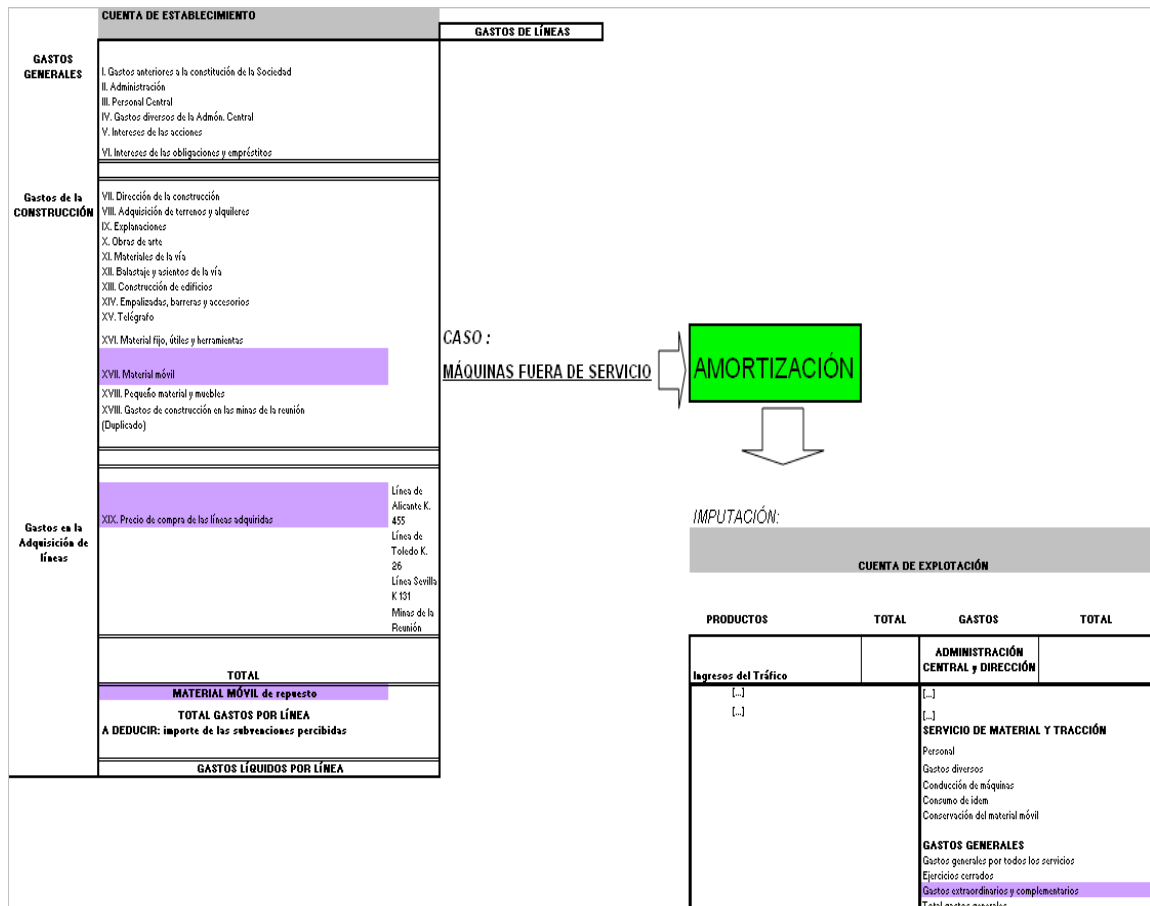 CUENTA DE ESTABLECIMIENTO
GASTOS DE LÍNEAS
GASTOS
GENERALES
I. Gastos anteriores a la constitución de la Sociedad
II. Administración
III. Personal Central
IV. Gastos diversos de la Admón. Central
V. Intereses de las acciones
VI. Intereses de las obligaciones y empréstitos
Gastos de la
CONSTRUCCIÓN
VII. Dirección de la construcción
VIII. Adquisición de terrenos y alquileres
IX. Explanaciones
X. Obras de arte
XI. Materiales de la vía
XII. Balastaje y asientos de la vía
XIII. Construcción de edificios
XIV. Empalizadas, barreras y accesorios
XV. Telégrafo
XVI. Material fijo, útiles y herramientas
XVII. Material móvil
XVIII. Pequeño material y muebles
XVIII. Gastos de construcción en las minas de la reunión
(Duplicado)
Gastos en la
Adquisición de
líneas
XIX. Precio de compra de las líneas adquiridas
Línea de
Alicante K.
455
Línea de
Toledo K.
26
Línea Sevilla
K 131
Minas de la
Reunión
TOTAL
MATERIAL MÓVIL de repuesto
TOTAL GASTOS POR LÍNEA
A DEDUCIR: importe de las subvenciones percibidas
GASTOS LÍQUIDOS POR LÍNEA
CASO :
MÁQUINAS FUERA DE SERVICIO
AMORTIZACIÓN
IMPUTACIÓN:
CUENTA DE EXPLOTACIÓN
PRODUCTOS TOTAL GASTOS TOTAL
Ingresos del Tráfico
ADMINISTRACIÓN
CENTRAL y DIRECCIÓN
[...] [...]
[...] [...]
SERVICIO DE MATERIAL Y TRACCIÓN
Personal
Gastos diversos
Conducción de máquinas
Consumo de idem
Conservación del material móvil
GASTOS GENERALES
Gastos generales por todos los servicios
Ejercicios cerrados
Gastos extraordinarios y complementarios
Total gastos generales